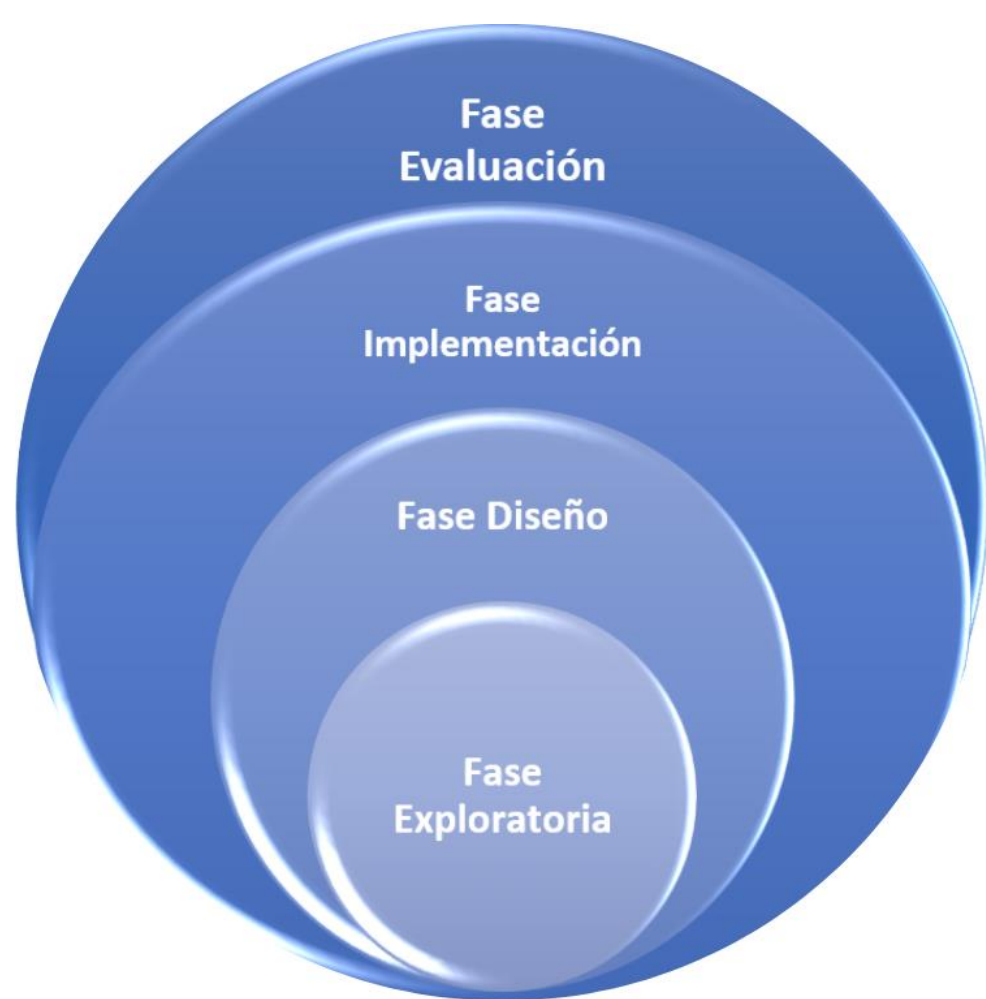 Fase
Evaluación
Fase
Implementación
Fase Diseño
Fase
Exploratoria